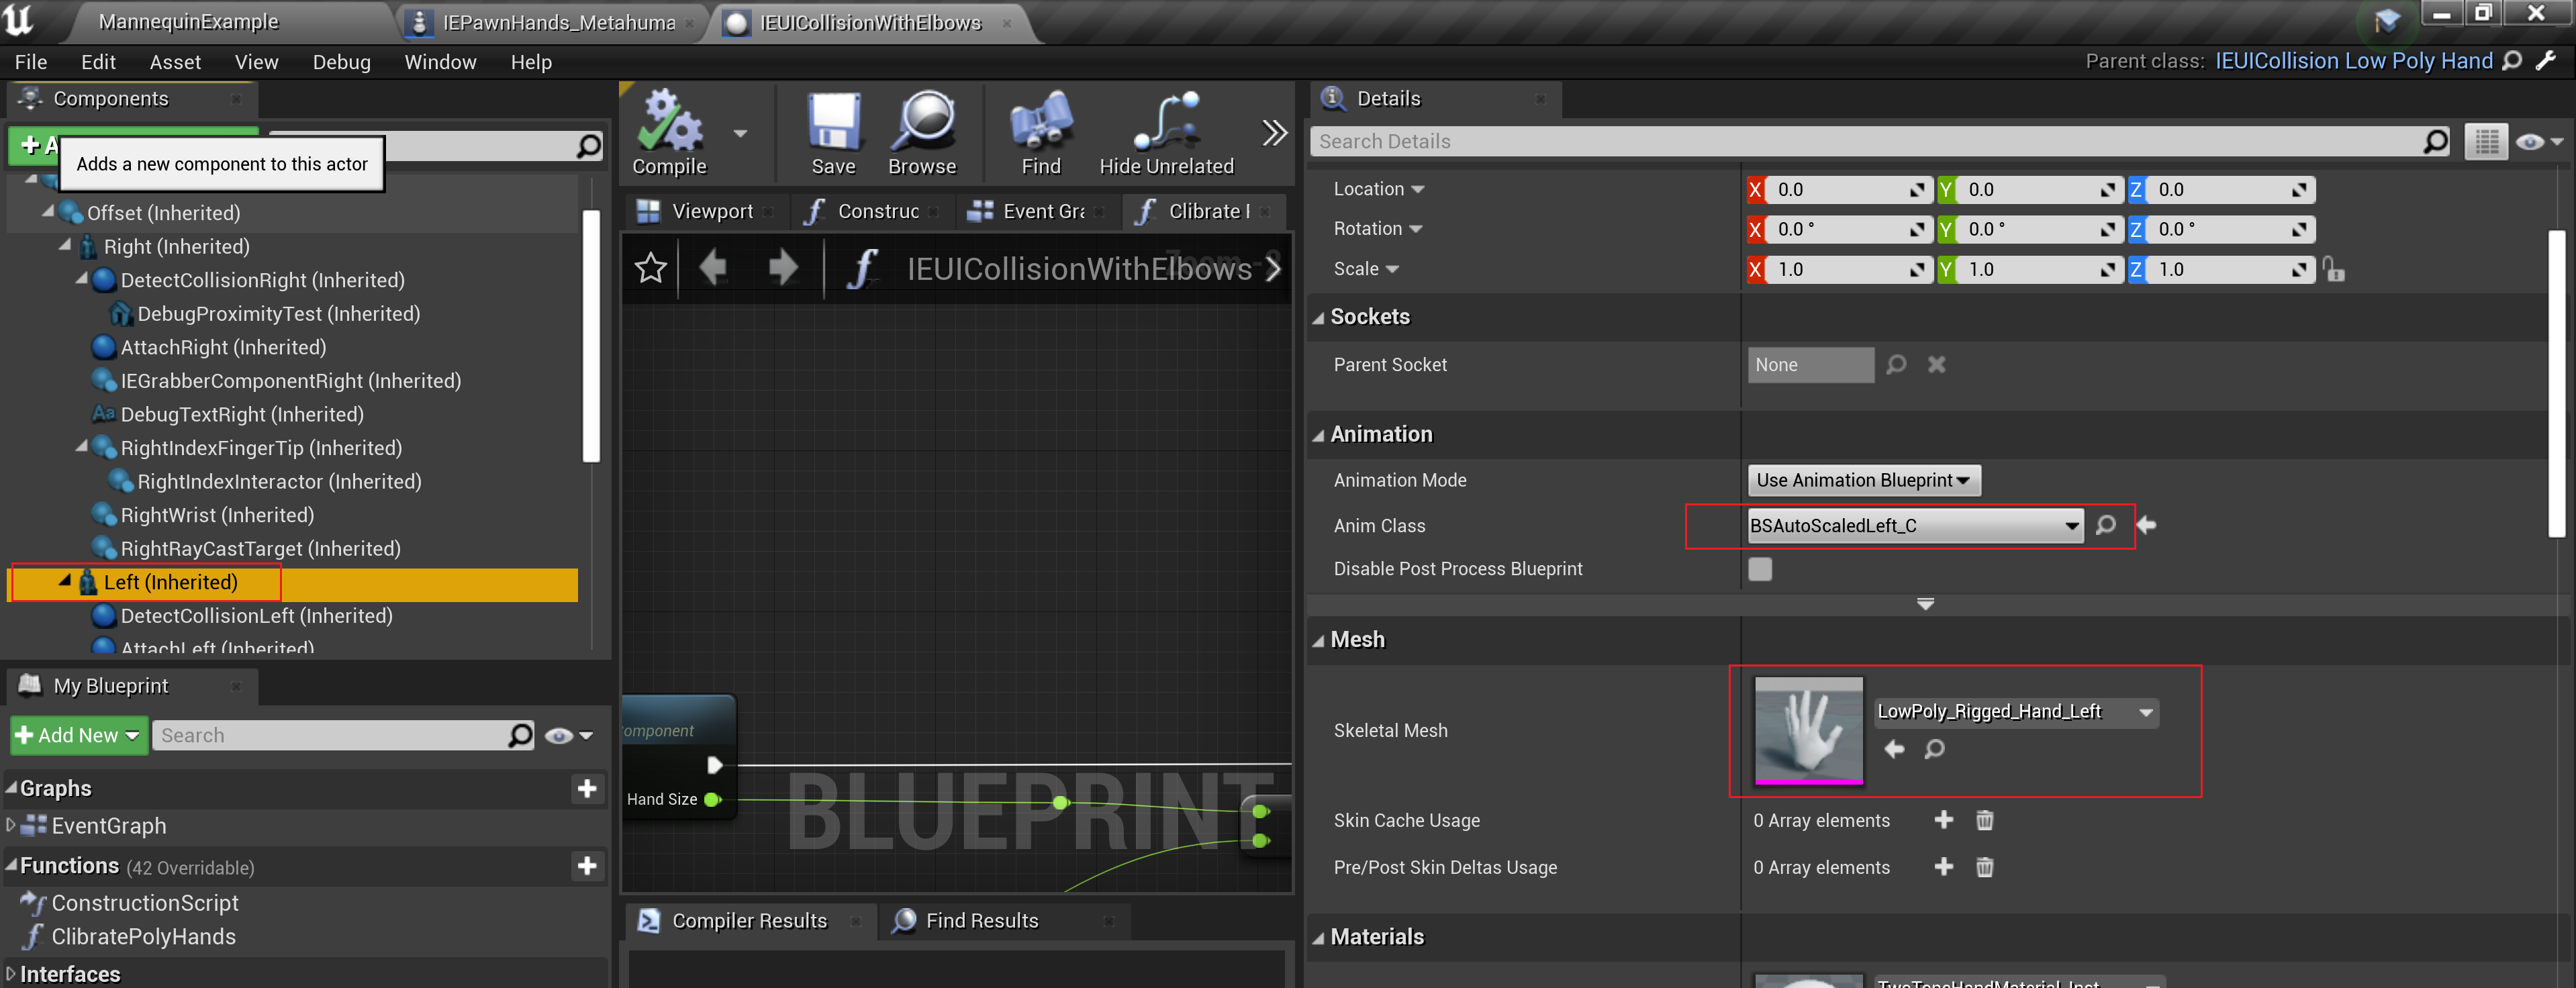 MannequinExample
IEPawnHands_Metahuma
IEUICollisionWithElbows
File Edit Asset View Debug Window Help
Parent class: IEUICollision Low Poly Hand
Components
+ A
Adds a new component to this actor
Offset (Inherited)
Right (Inherited)
DetectCollisionRight (Inherited)
DebugProximityTest (Inherited)
AttachRight (Inherited)
IEGrabberComponentRight (Inherited)
Aa DebugTextRight (Inherited)
RightIndexFingerTip (Inherited)
RightIndexInteractor (Inherited)
RightWrist (Inherited)
RightRayCastTarget (Inherited)
Left (Inherited)
DetectCollisionLeft (Inherited)
AttachLeft (Inherited)
My Blueprint
+ Add New
Search
Graphs
EventGraph
Functions (42 Overridable)
ConstructionScript
ClibratePolyHands
Interfaces
Compile Save Browse Find Hide Unrelated
Viewport Construc Event Gra Clibrate
IEUICollisionWithElbows
omponent
Hand Size
BLUEPRINT
Compiler Results Find Results
Details
Search Details
Location X 0.0 Y 0.0 Z 0.0
Rotation X 0.0 ° Y 0.0 ° Z 0.0 °
Scale X 1.0 Y 1.0 Z 1.0
Sockets
Parent Socket None
Animation
Animation Mode Use Animation Blueprint
Anim Class BSAutoScaledLeft_C
Disable Post Process Blueprint
Mesh
Skeletal Mesh LowPoly_Rigged_Hand_Left
Skin Cache Usage 0 Array elements
Pre/Post Skin Deltas Usage 0 Array elements
Materials
TwoToneHandMaterial_Inst